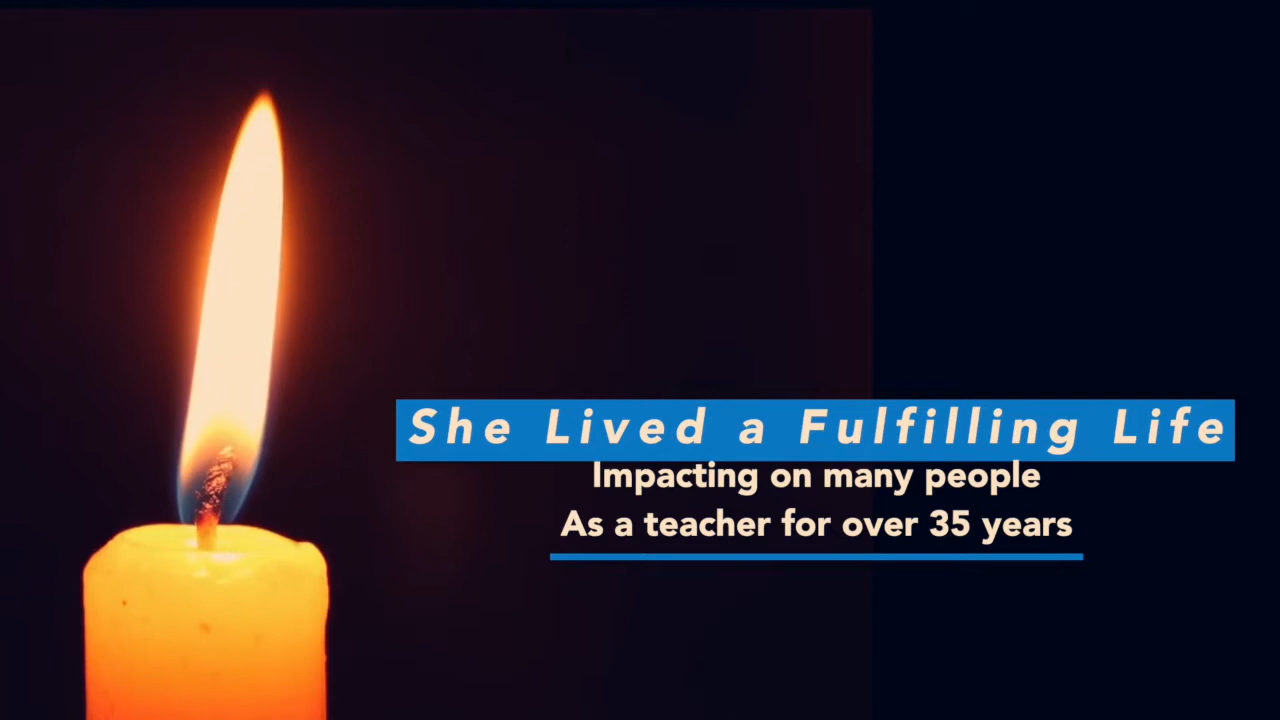 She Lived a Fulfilling Life
Impacting on many people
As a teacher for over 35 years